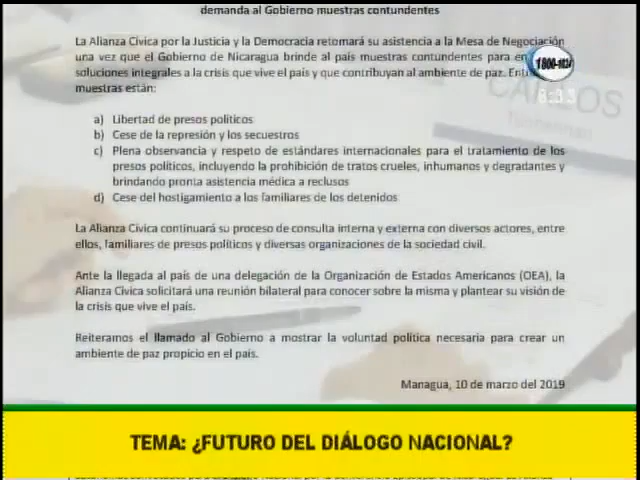 demanda al Gobierno muestras contundentes
La Alianza Cívica por la Justicia y la Democracia retomará su asistencia a la Mesa de Negociación
una vez que el Gobierno de Nicaragua brinde al país muestras contundentes para
soluciones integrales a la crisis que vive el país y que contribuyan al ambiente de paz.
muestras están:
1800-1024
8:33
a) Libertad de presos políticos
b) Cese de la represión y los secuestros
c) Plena observancia y respeto de estándares internacionales para el tratamiento de los
presos políticos, incluyendo la prohibición de tratos crueles, inhumanos y degradantes y
brindando pronta asistencia médica a reclusos
d) Cese del hostigamiento a los familiares de los detenidos
La Alianza Cívica continuará su proceso de consulta interna y externa con diversos actores, entre
ellos, familiares de presos políticos y diversas organizaciones de la sociedad civil.
Ante la llegada al país de una delegación de la Organización de Estados Americanos (OEA), la
Alianza Cívica solicitará una reunión bilateral para conocer sobre la misma y plantear su visión de
la crisis que vive el país.
Reiteramos el llamado al Gobierno a mostrar la voluntad política necesaria para crear un
ambiente de paz propicio en el país.
Managua, 10 de marzo del 2019
TEMA: ¿FUTURO DEL DIÁLOGO NACIONAL?